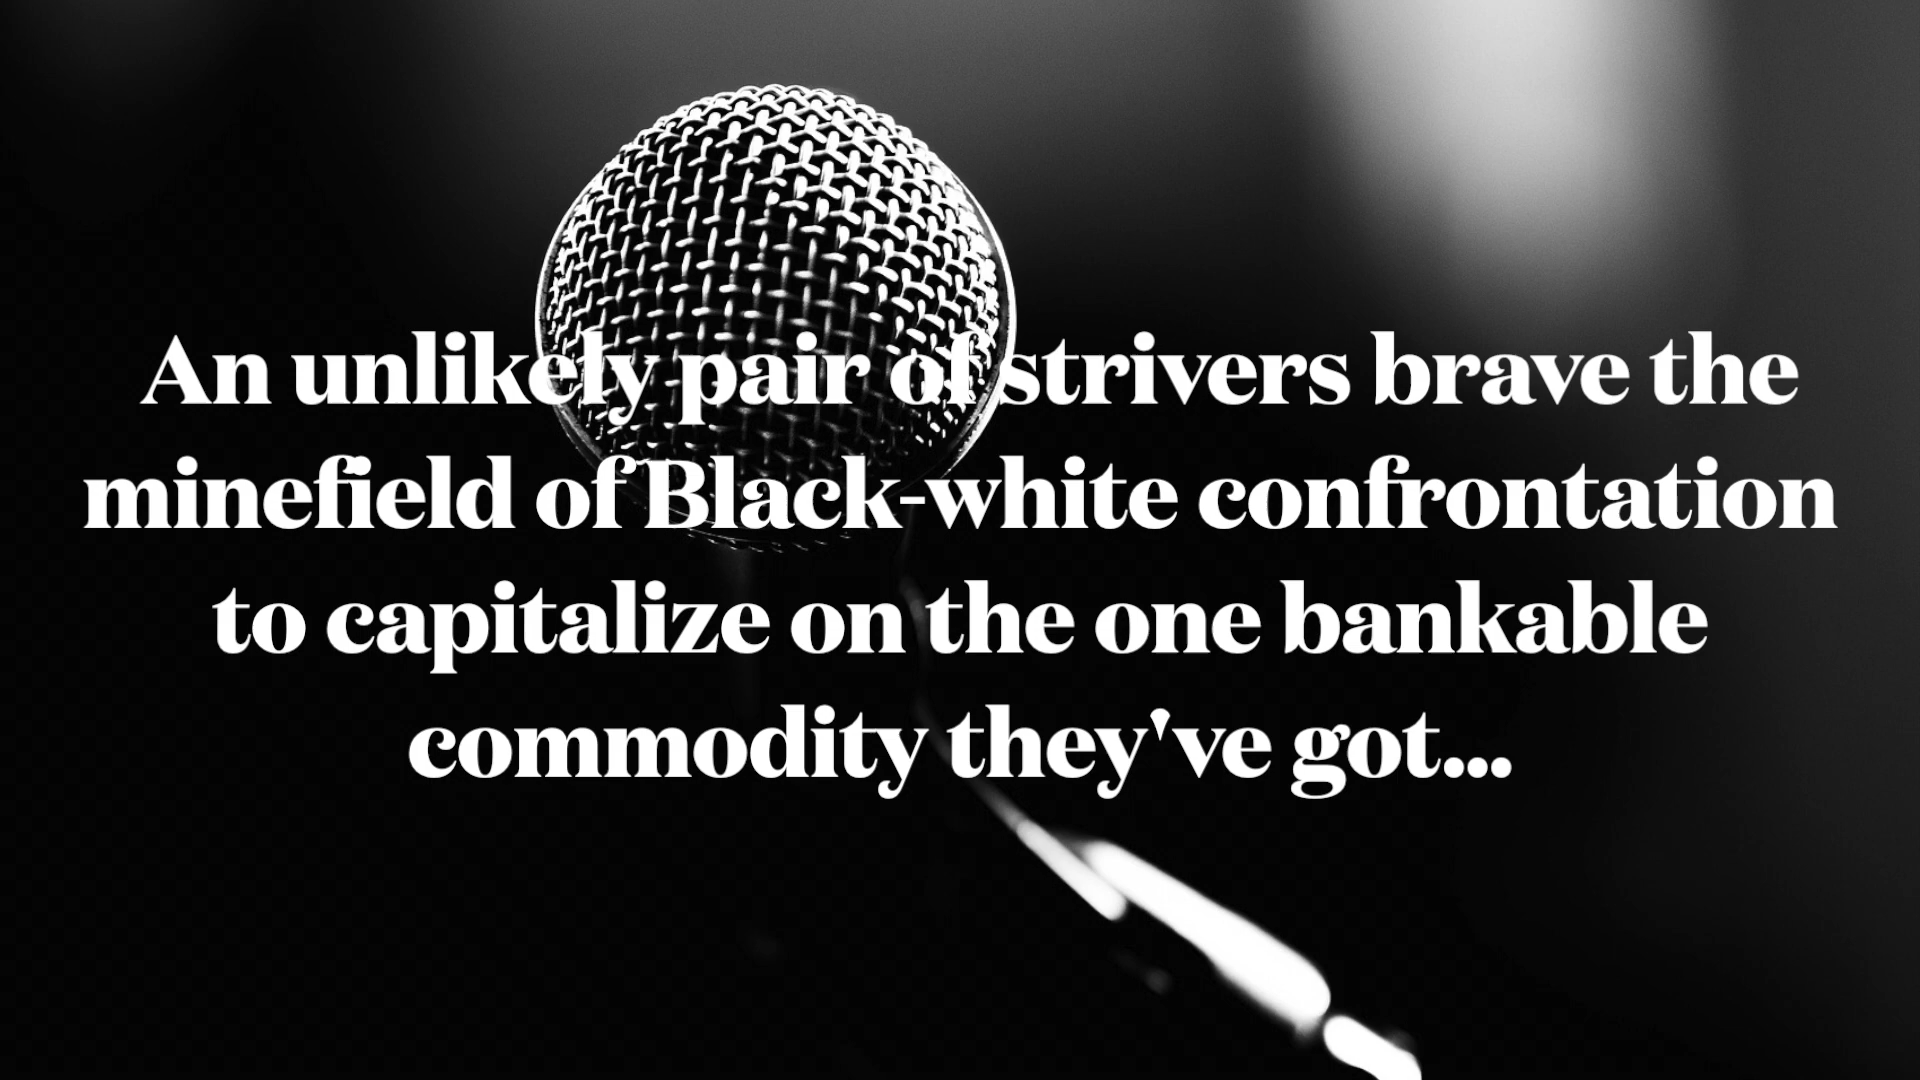 An unlikely pair of strivers brave the
minefield of Black-white confrontation
to capitalize on the one bankable
commodity they've got...